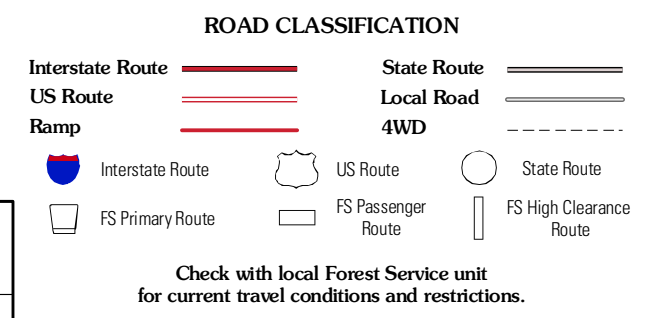 ROAD CLASSIFICATION
Interstate Route
State Route
US Route
Local Road
Ramp
4WD
Interstate Route
US Route
State Route
FS Primary Route
FS Passenger
Route
FS High Clearance
Route
Check with local Forest Service unit
for current travel conditions and restrictions.